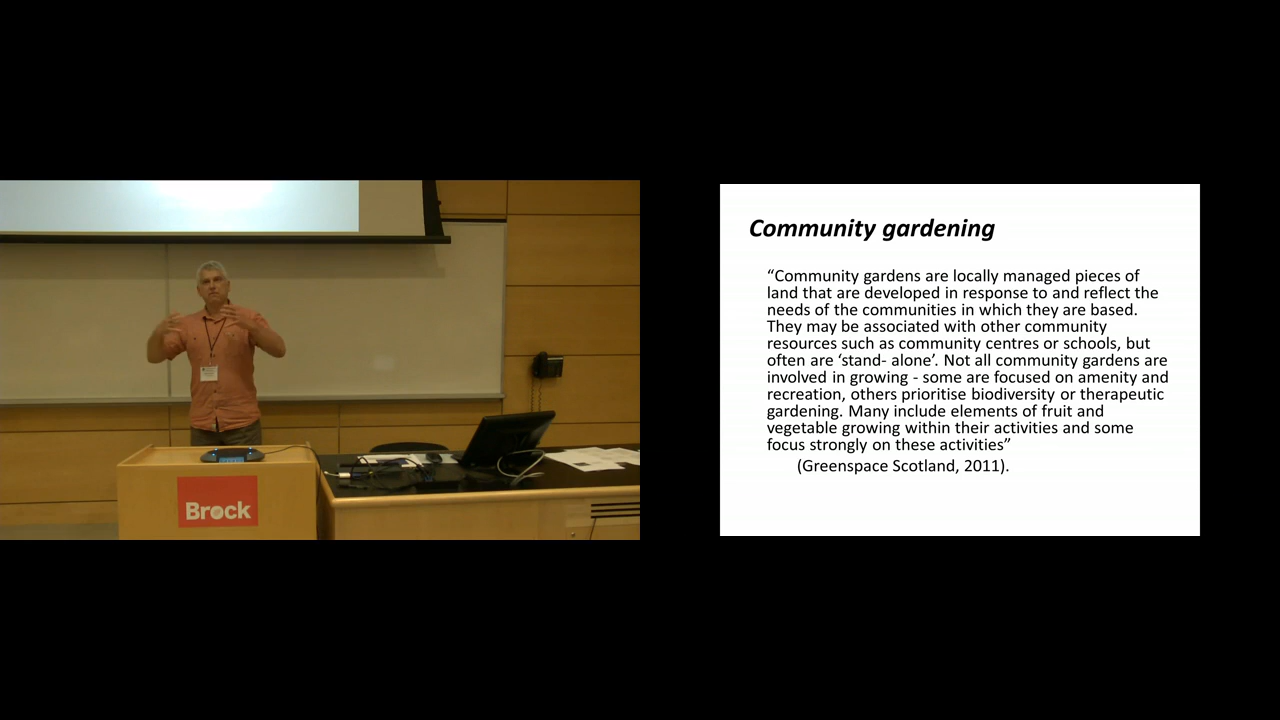 Brock
Community gardening
“Community gardens are locally managed pieces of
land that are developed in response to and reflect the
needs of the communities in which they are based.
They may be associated with other community
resources such as community centres or schools, but
often are ‘stand- alone’. Not all community gardens are
involved in growing - some are focused on amenity and
recreation, others prioritise biodiversity or therapeutic
gardening. Many include elements of fruit and
vegetable growing within their activities and some
focus strongly on these activities”
(Greenspace Scotland, 2011).